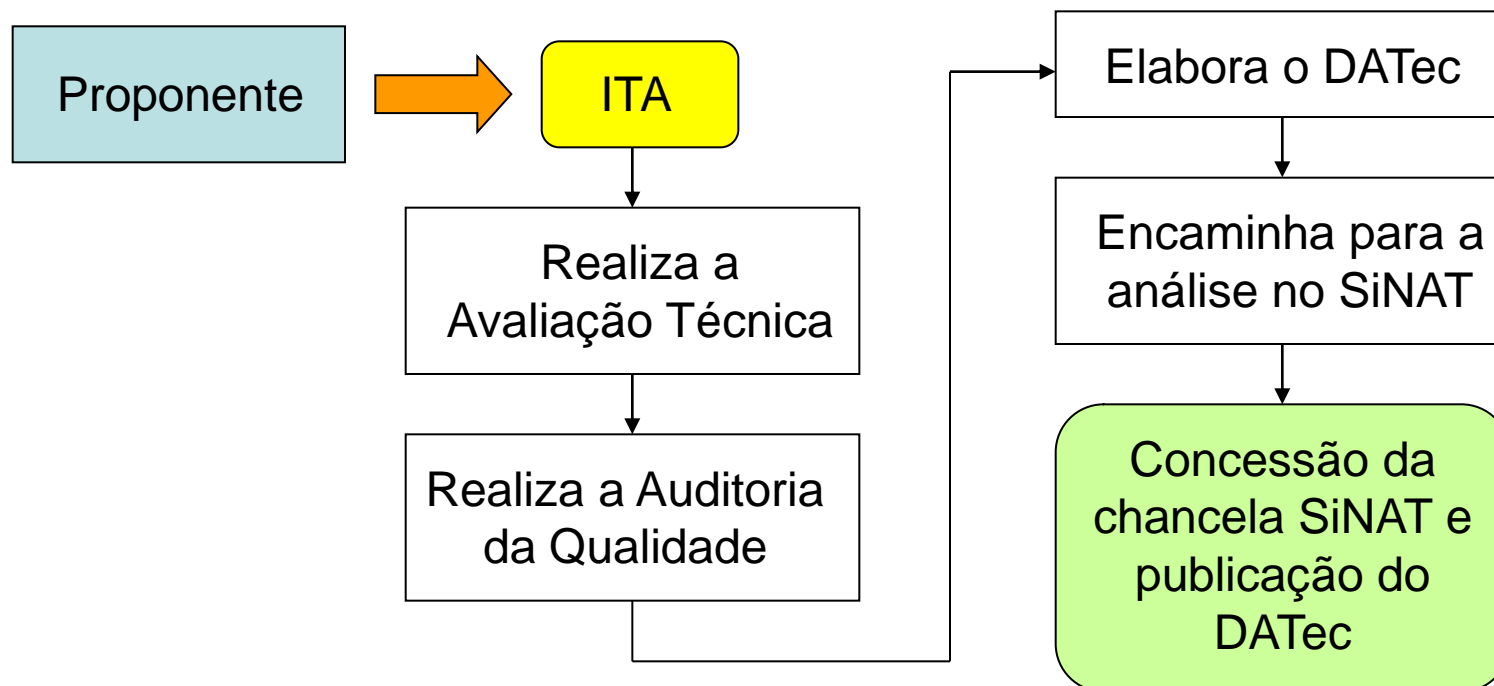 Proponente
ITA
Realiza a
Avaliação Técnica
Realiza a Auditoria
da Qualidade
Elabora o DATec
Encaminha para a
análise no SiNAT
Concessão da
chancela SiNAT e
publicação do
DATec